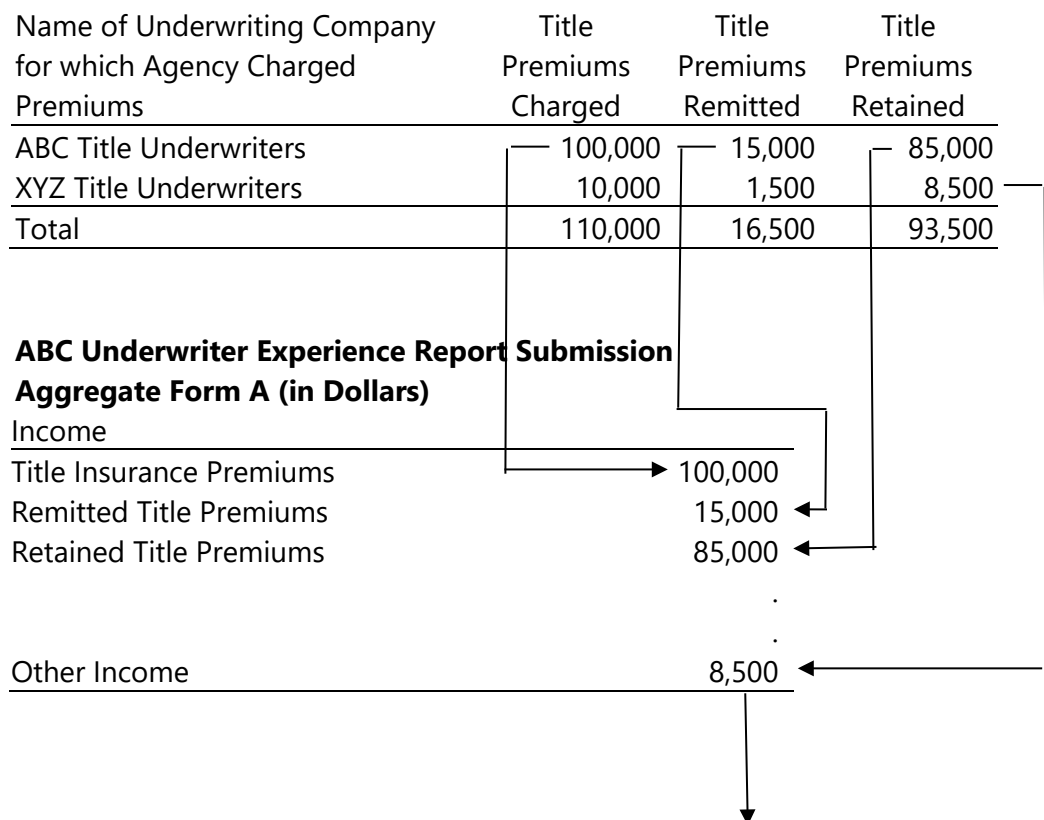 Name of Underwriting Company Title Title Title
for which Agency Charged Premiums Premiums Premiums
Premiums Charged Remitted Retained
ABC Title Underwriters 100,000 15,000 85,000
XYZ Title Underwriters 10,000 1,500 8,500
Total 110,000 16,500 93,500
ABC Underwriter Experience Report Submission
Aggregate Form A (in Dollars)
Income
Title Insurance Premiums 100,000
Remitted Title Premiums 15,000
Retained Title Premiums 85,000
.
.
Other Income 8,500